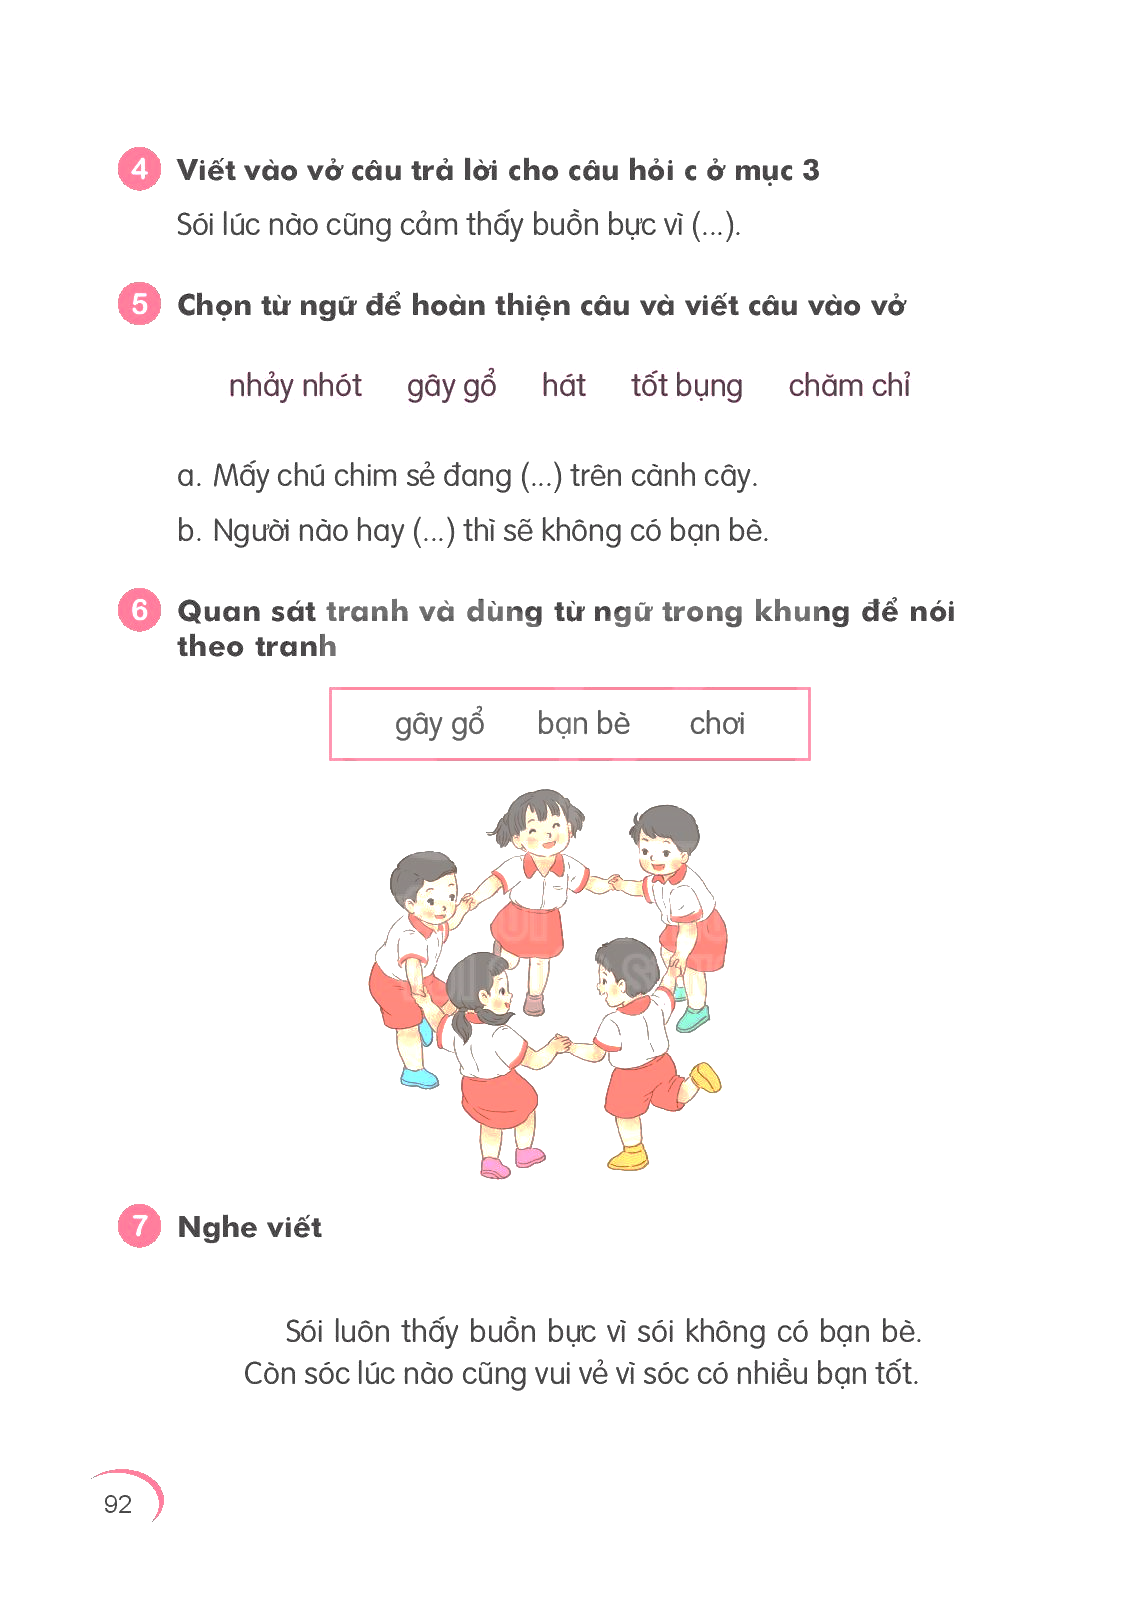 4 Viết vào vở câu trả lời cho câu hỏi c ở mục 3
Sói lúc nào cũng cảm thấy buồn bực vì (...).
5 Chọn từ ngữ để hoàn thiện câu và viết câu vào vở
nhảy nhót gây gổ hát tốt bụng chăm chỉ
a. Mấy chú chim sẻ đang (...) trên cành cây.
b. Người nào hay (...) thì sẽ không có bạn bè.
6 Quan sát tranh và dùng từ ngữ trong khung để nói
theo tranh
gây gổ bạn bè chơi
7 Nghe viết
Sói luôn thấy buồn bực vì sói không có bạn bè.
Còn sóc lúc nào cũng vui vẻ vì sóc có nhiều bạn tốt.
92